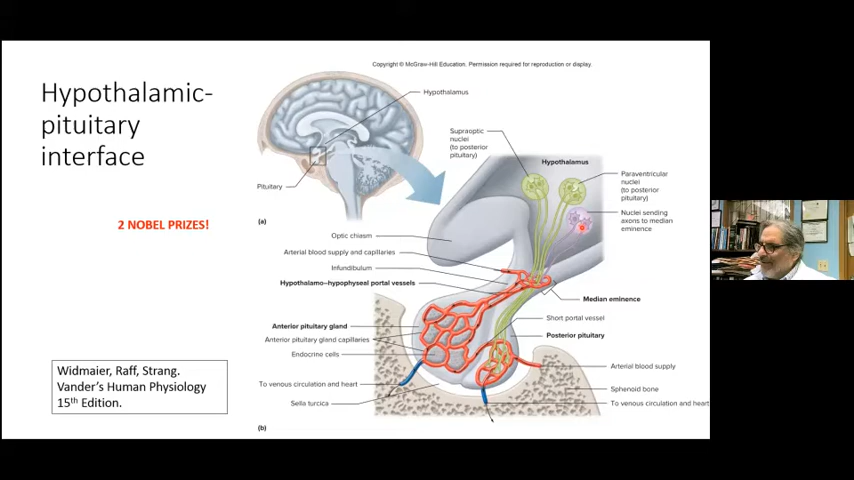 Hypothalamic-
pituitary
interface
2 NOBEL PRIZES!
Widmaier, Raff, Strang.
Vander's Human Physiology
15th Edition.
Copyright © McGraw-Hill Education. Permission required for reproduction or display.
Hypothalamus
Pituitary
(a)
Supraoptic
nuclei
(to posterior
pituitary)
Hypothalamus
Paraventricular
nuclei
(to posterior
pituitary)
Nuclei sending
axons to median
eminence
Optic chiasm
Arterial blood supply and capillaries
Infundibulum
Hypothalamo–hypophyseal portal vessels
Median eminence
Short portal vessel
Anterior pituitary gland
Posterior pituitary
Anterior pituitary gland capillaries
Endocrine cells
Arterial blood supply
To venous circulation and heart
Sphenoid bone
Sella turcica
To venous circulation and heart
(b)